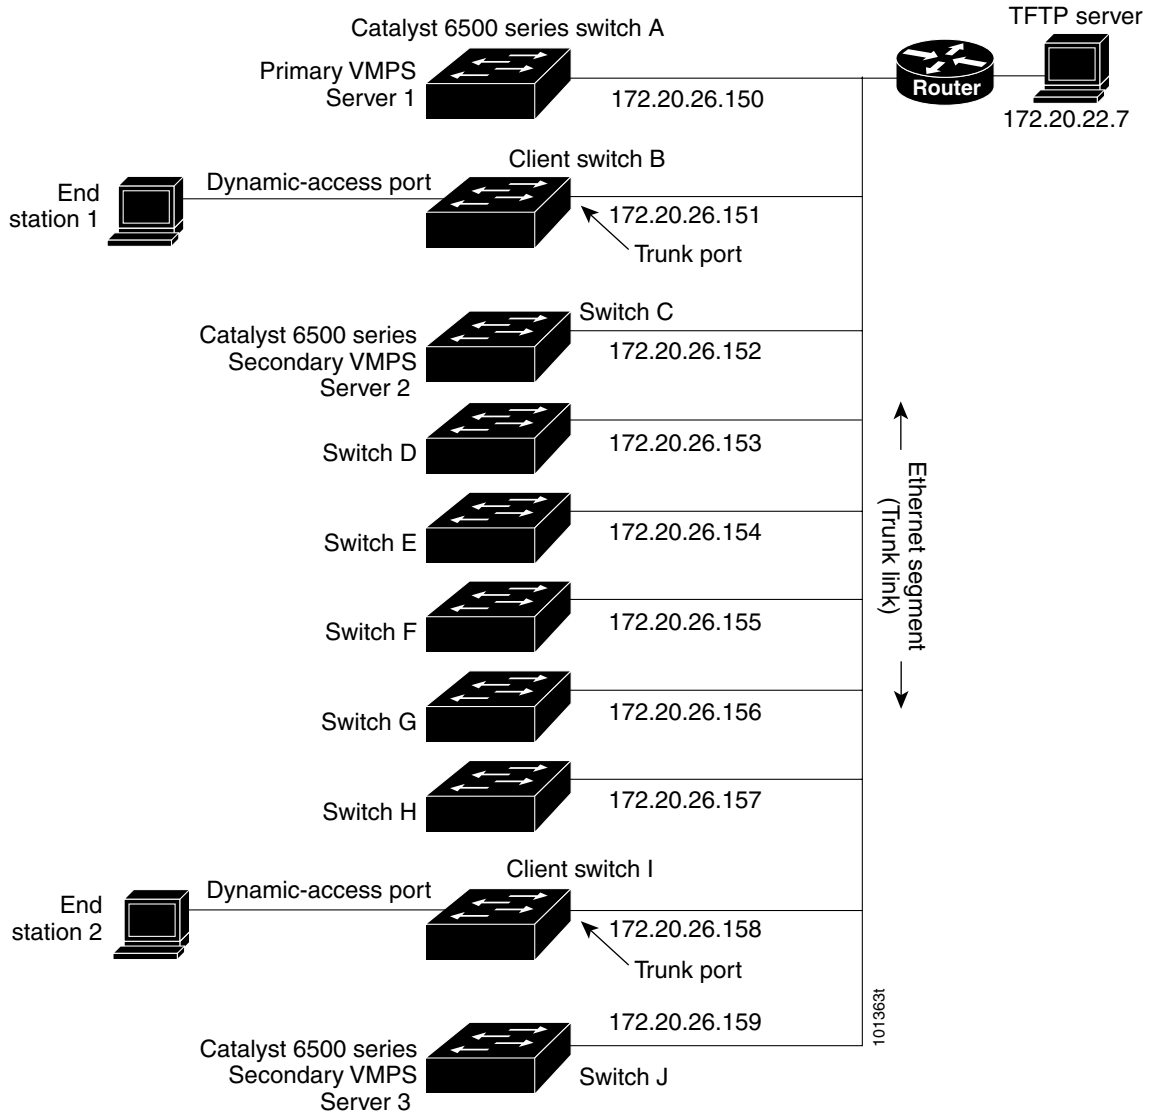 TFTP server
Catalyst 6500 series switch A
Primary VMPS
Server 1
Router
172.20.26.150
172.20.22.7
Client switch B
End
station 1
Dynamic-access port
172.20.26.151
Trunk port
Switch C
Catalyst 6500 series
Secondary VMPS
Server 2
172.20.26.152
Switch D
172.20.26.153
Ethernet segment
(Trunk link)
Switch E
172.20.26.154
Switch F
172.20.26.155
Switch G
172.20.26.156
Switch H
172.20.26.157
Client switch I
End
station 2
Dynamic-access port
172.20.26.158
Trunk port
172.20.26.159
101363t
Catalyst 6500 series
Secondary VMPS
Server 3
Switch J